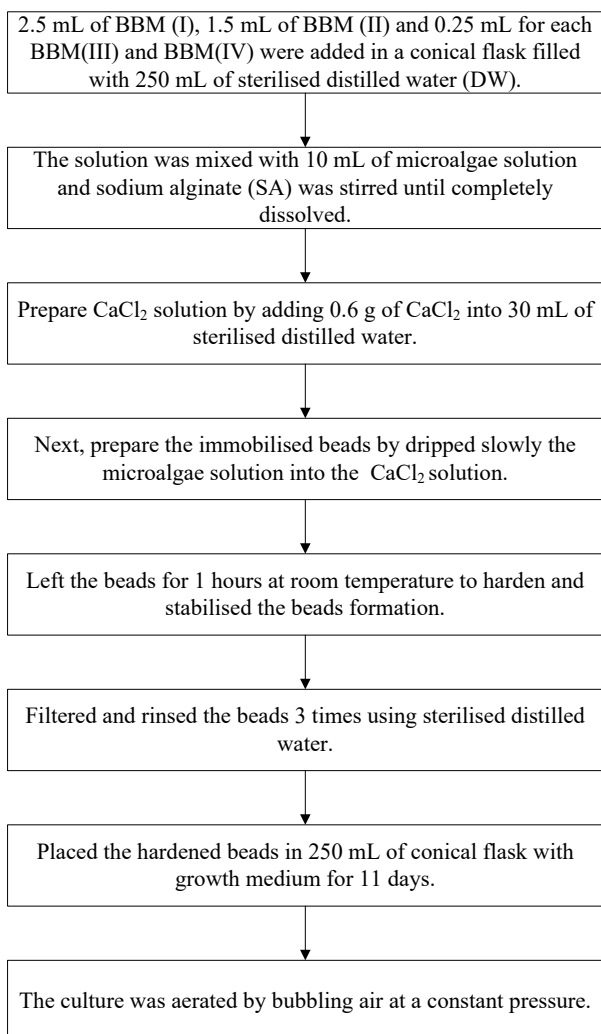 2.5 mL of BBM (I), 1.5 mL of BBM (II) and 0.25 mL for each
BBM(III) and BBM(IV) were added in a conical flask filled
with 250 mL of sterilised distilled water (DW).
The solution was mixed with 10 mL of microalgae solution
and sodium alginate (SA) was stirred until completely
dissolved.
Prepare CaCl₂ solution by adding 0.6 g of CaCl₂ into 30 mL of
sterilised distilled water.
Next, prepare the immobilised beads by dripped slowly the
microalgae solution into the CaCl₂ solution.
Left the beads for 1 hours at room temperature to harden and
stabilised the beads formation.
Filtered and rinsed the beads 3 times using sterilised distilled
water.
Placed the hardened beads in 250 mL of conical flask with
growth medium for 11 days.
The culture was aerated by bubbling air at a constant pressure.